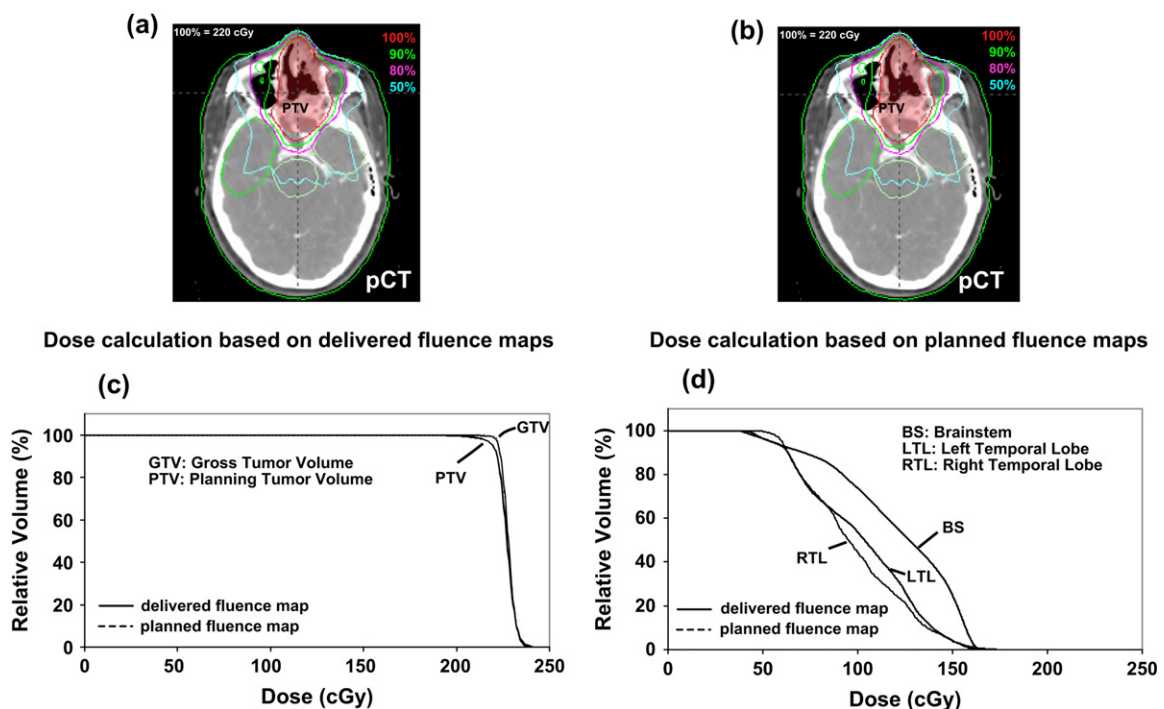 (a)
100% = 220 cGy
100%
90%
80%
50%
PTV
pCT
Dose calculation based on delivered fluence maps
(b)
100% = 220 cGy
100%
90%
80%
50%
PTV
pCT
Dose calculation based on planned fluence maps
(c)
Relative Volume (%)
100
80
60
40
20
0
GTV: Gross Tumor Volume
PTV: Planning Tumor Volume
GTV
PTV
delivered fluence map
planned fluence map
0
50
100
150
200
250
Dose (cGy)
(d)
Relative Volume (%)
100
80
60
40
20
0
BS: Brainstem
LTL: Left Temporal Lobe
RTL: Right Temporal Lobe
BS
RTL
LTL
delivered fluence map
planned fluence map
0
50
100
150
200
250
Dose (cGy)